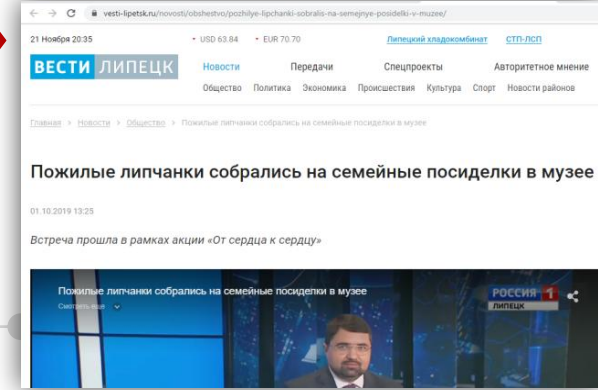 vesti-lipetsk.ru/novosti/obshestvo/pozhilye-lipchanki-sobralis-na-semejnye-posidelki-v-muzee/
21 Ноября 20:35
USD 63.84 EUR 70.70
Липецкий хладокомбинат СТП-ЛСП
ВЕСТИ ЛИПЕЦК
Новости Передачи Спецпроекты Авторитетное мнение
Общество Политика Экономика Происшествия Культура Спорт Новости районов
Главная > Новости > Общество > Пожилые липчанки собрались на семейные посиделки в музее
Пожилые липчанки собрались на семейные посиделки в музее
01.10.2019 13:25
Встреча прошла в рамках акции «От сердца к сердцу»
Пожилые липчанки собрались на семейные посиделки в музее
Смотреть ещё
РОССИЯ 1
ЛИПЕЦК